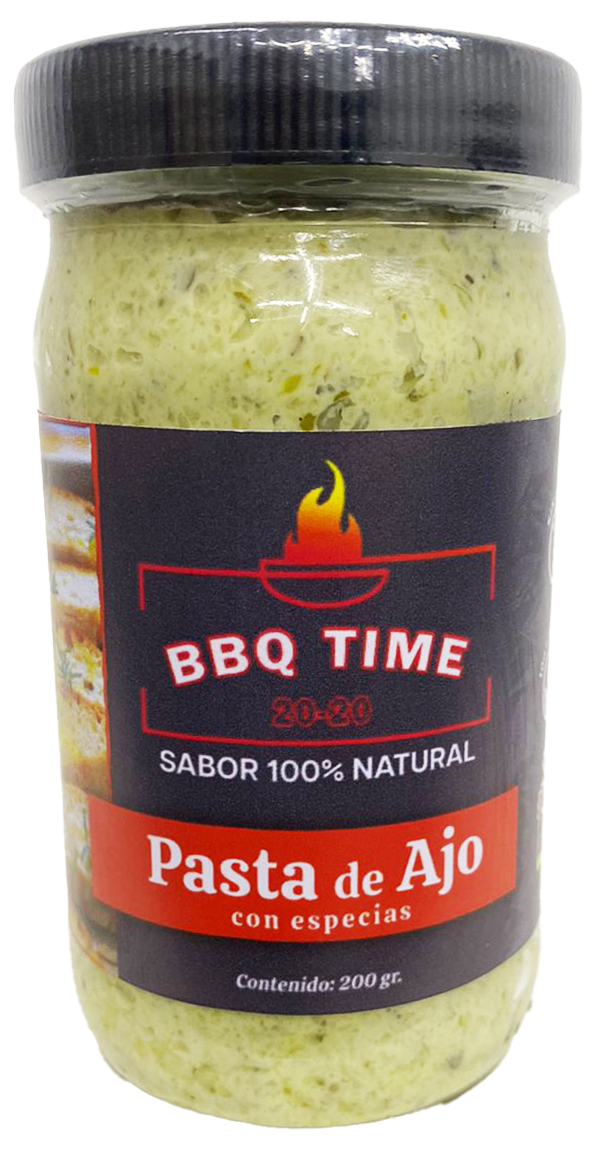 BBQ TIME
20-20
SABOR 100% NATURAL
Pasta de Ajo
con especias
Contenido: 200 gr.